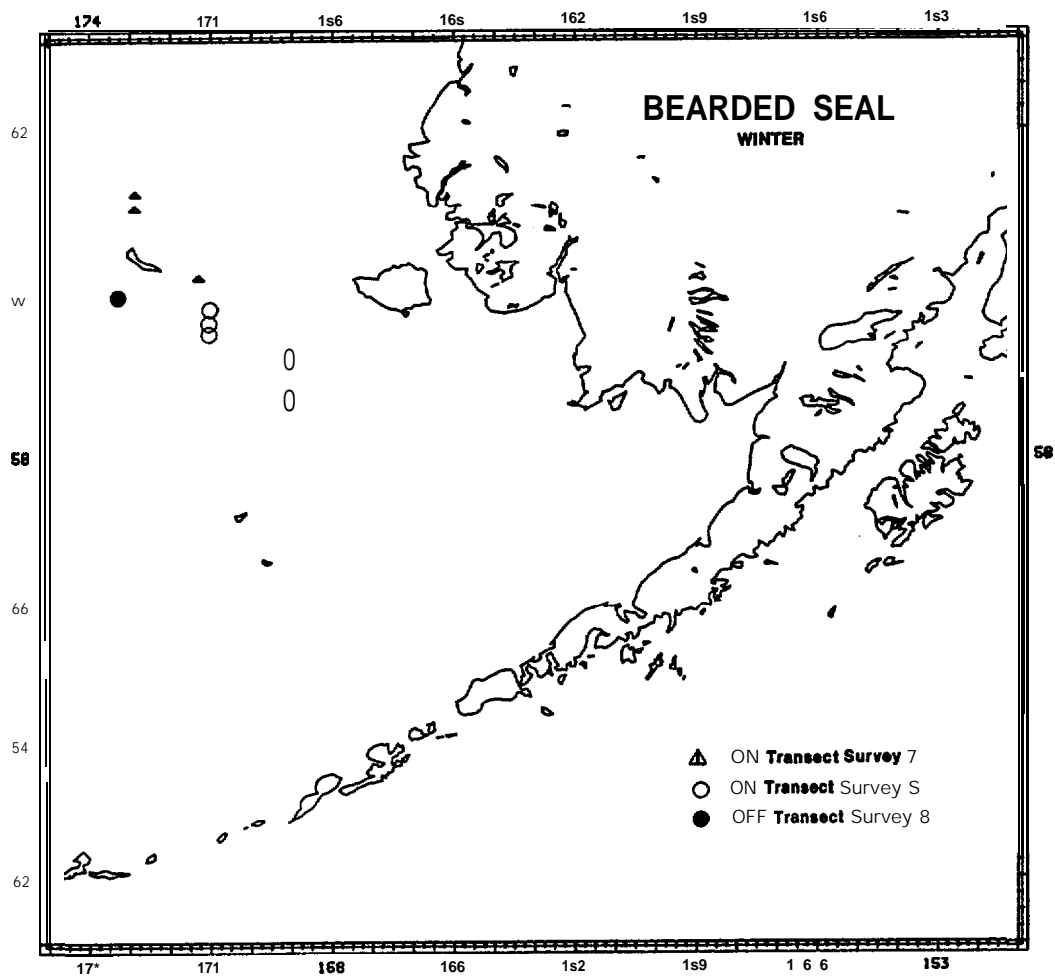 174 171 1s6 16s 162 1s9 1s6 1s3
BEARDED SEAL
WINTER
62
w
58 58
66
54
62
ON Transect Survey 7
ON Transect Survey S
OFF Transect Survey 8
17* 171 168 166 1s2 1s9 1 6 6 153